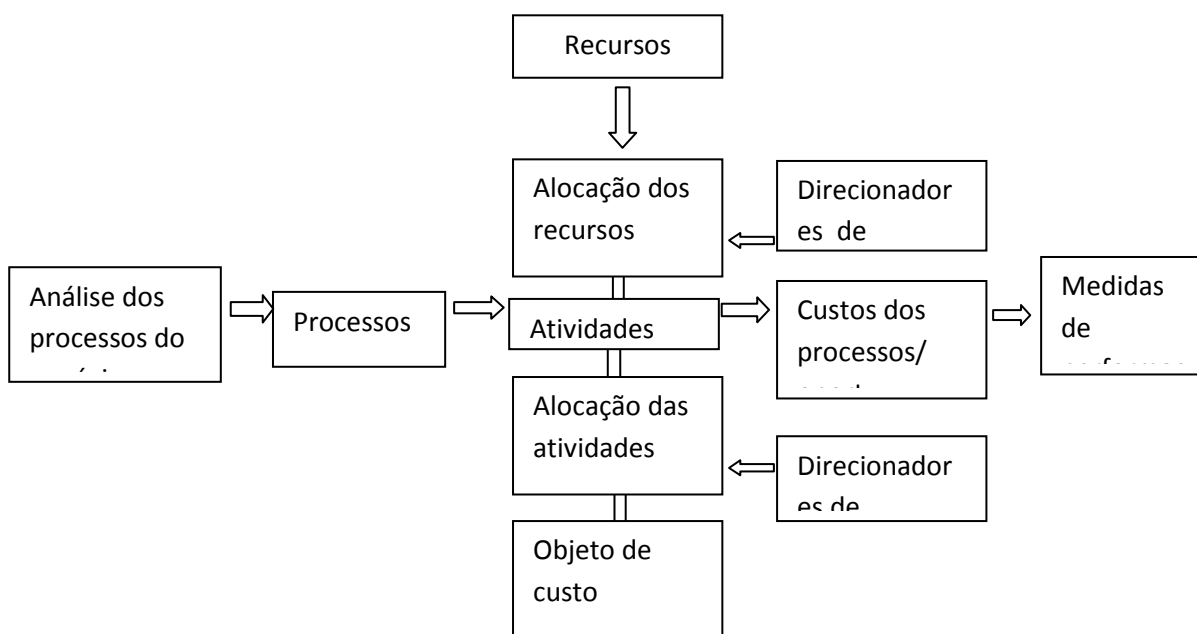 Recursos
Alocação dos
recursos
Direcionador
es de
Análise dos
processos do
Processos
Atividades
Custos dos
processos/
Medidas
de
Alocação das
atividades
Direcionador
es de
Objeto de
custo